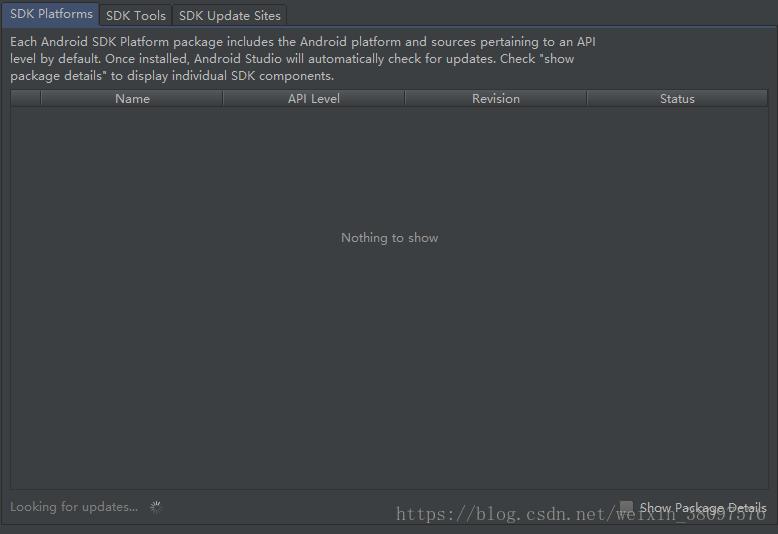 SDK Platforms SDK Tools SDK Update Sites
Each Android SDK Platform package includes the Android platform and sources pertaining to an API
level by default. Once installed, Android Studio will automatically check for updates. Check "show
package details" to display individual SDK components.
Name API Level Revision Status
Nothing to show
Looking for updates... Show Package Details
https://blog.csdn.net/weixin_38097576